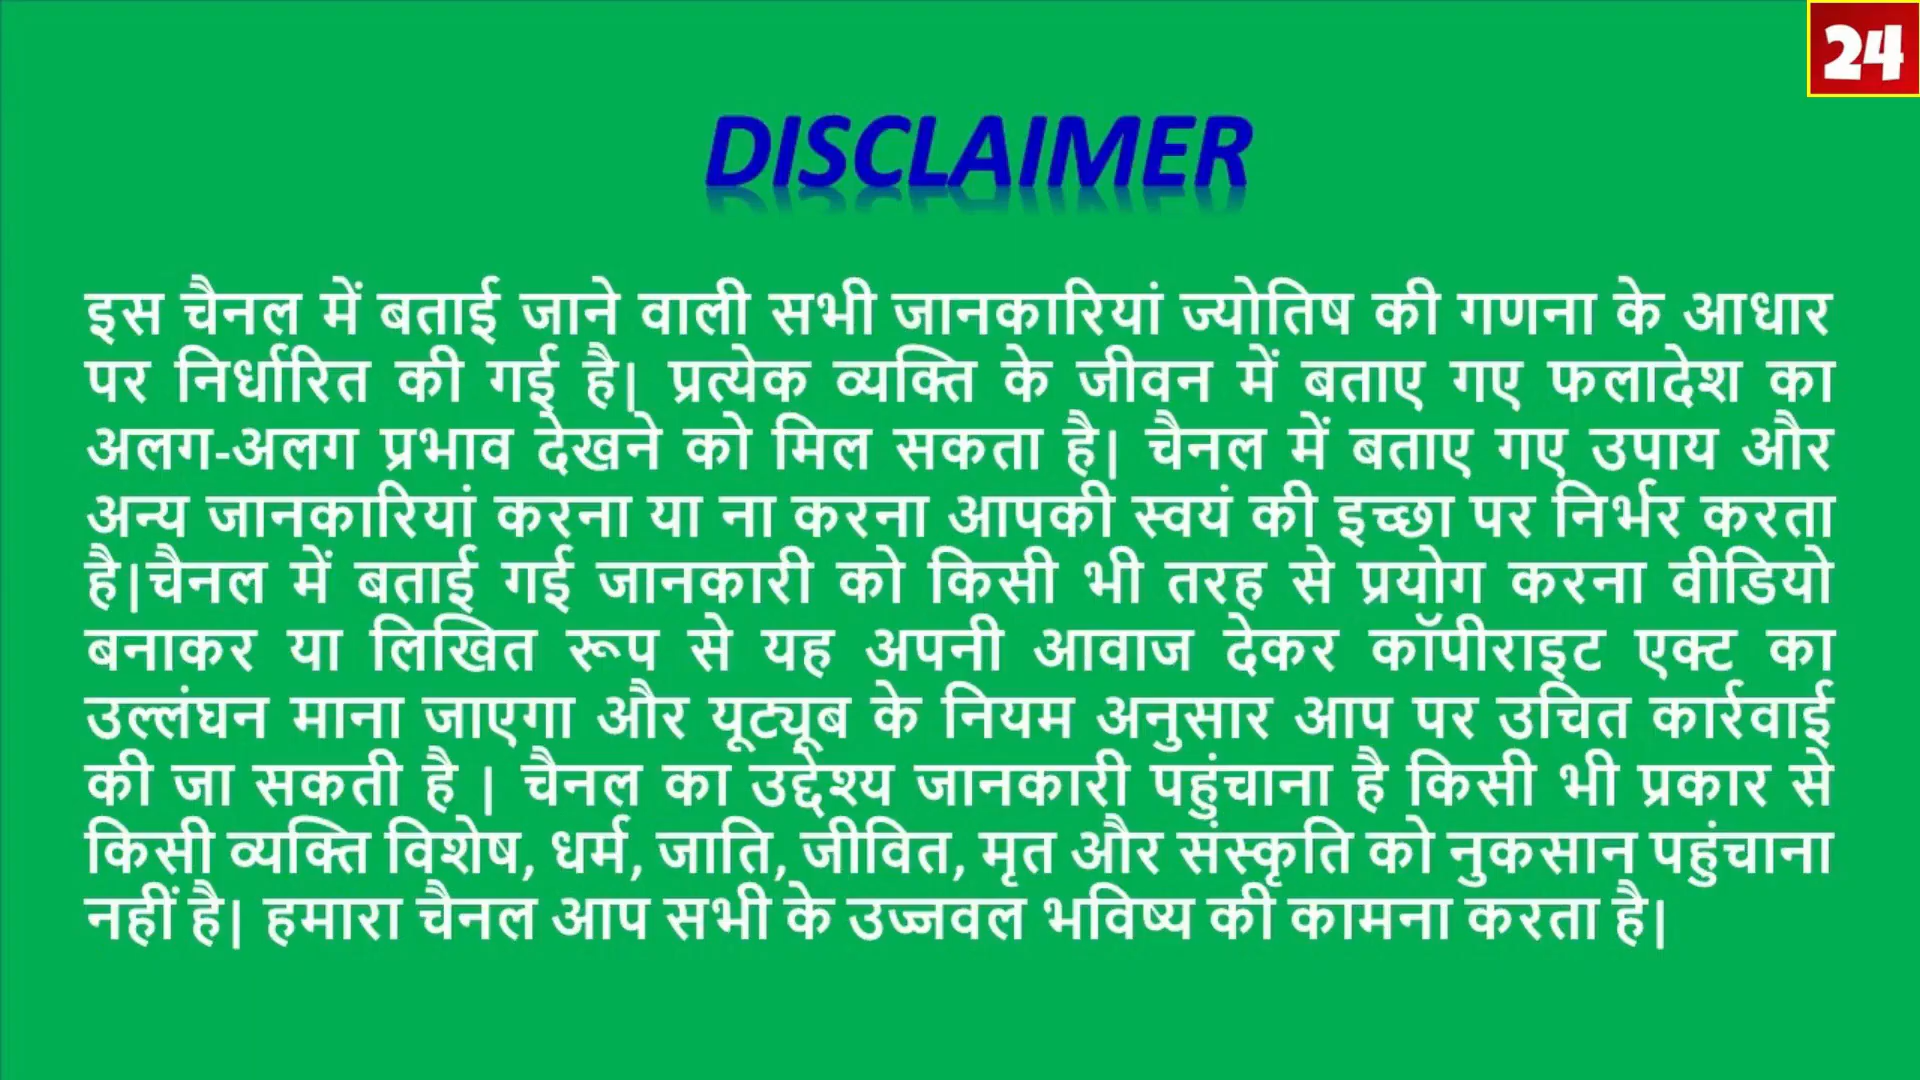 24
DISCLAIMER
इस चैनल में बताई जाने वाली सभी जानकारियां ज्योतिष की गणना के आधार
पर निर्धारित की गई है| प्रत्येक व्यक्ति के जीवन में बताए गए फलादेश का
अलग-अलग प्रभाव देखने को मिल सकता है| चैनल में बताए गए उपाय और
अन्य जानकारियां करना या ना करना आपकी स्वयं की इच्छा पर निर्भर करता
है|चैनल में बताई गई जानकारी को किसी भी तरह से प्रयोग करना वीडियो
बनाकर या लिखित रूप से यह अपनी आवाज देकर कॉपीराइट एक्ट का
उल्लंघन माना जाएगा और यूट्यूब के नियम अनुसार आप पर उचित कार्रवाई
की जा सकती है | चैनल का उद्देश्य जानकारी पहुंचाना है किसी भी प्रकार से
किसी व्यक्ति विशेष, धर्म, जाति, जीवित, मृत और संस्कृति को नुकसान पहुंचाना
नहीं है| हमारा चैनल आप सभी के उज्जवल भविष्य की कामना करता है|